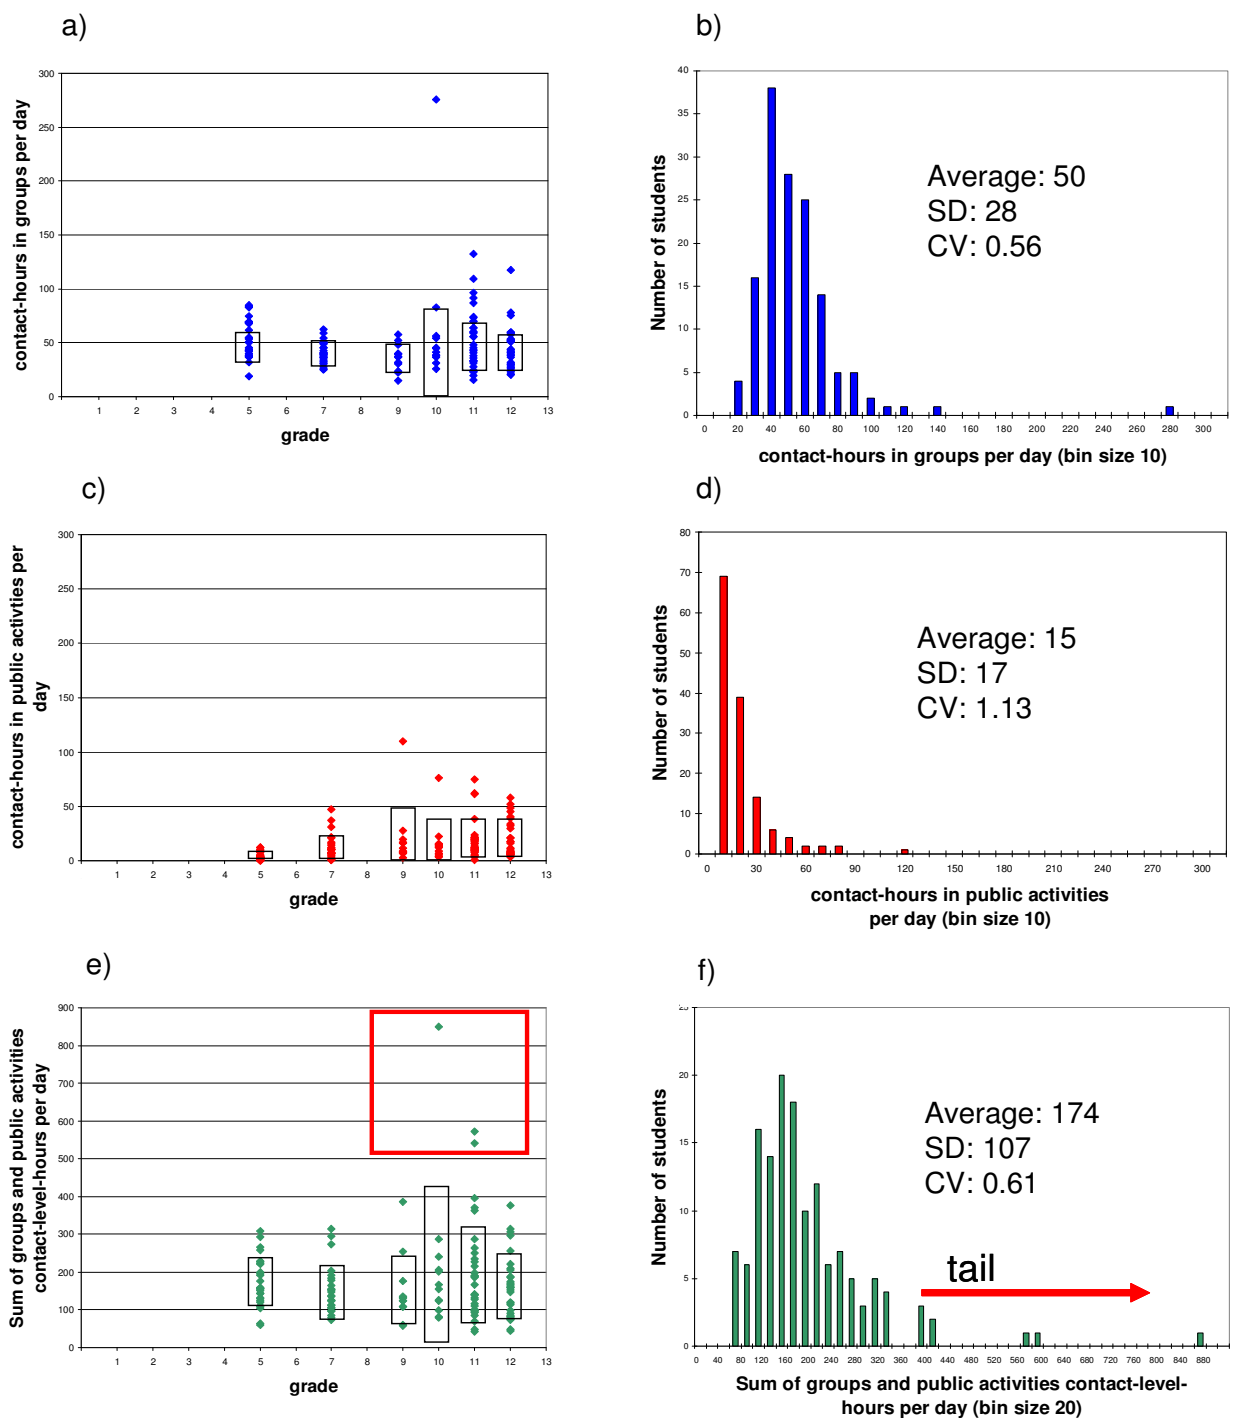 a)
300
250
200
150
100
50
0
1 2 3 4 5 6 7 8 9 10 11 12 13
contact-hours in groups per day
grade
b)
40
35
30
25
20
15
10
5
0
0 20 40 60 80 100 120 140 160 180 200 220 240 260 280 300
Number of students
Average: 50
SD: 28
CV: 0.56
contact-hours in groups per day (bin size 10)
c)
300
250
200
150
100
50
0
1 2 3 4 5 6 7 8 9 10 11 12 13
contact-hours in public activties per
day
grade
d)
80
70
60
50
40
30
20
10
0
0 30 60 90 120 150 180 210 240 270 300
Number of students
Average: 15
SD: 17
CV: 1.13
contact-hours in public activities
per day (bin size 10)
e)
900
800
700
600
500
400
300
200
100
0
1 2 3 4 5 6 7 8 9 10 11 12 13
Sum of groups and public activities
contact-level-hours per day
grade
f)
25
20
15
10
5
0
0 40 80 120 160 200 240 280 320 360 400 440 480 520 560 600 640 680 720 760 800 840 880
Number of students
Average: 174
SD: 107
CV: 0.61
tail
Sum of groups and public activities contact-level-
hours per day (bin size 20)